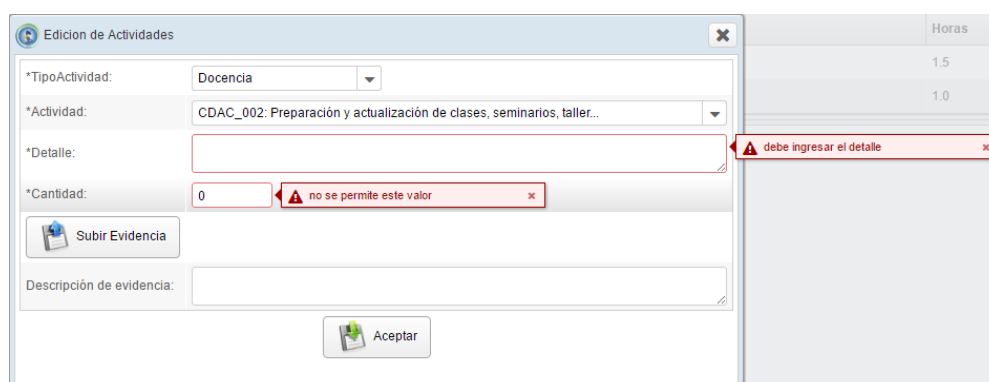 Edicion de Actividades
Horas
1.5
1.0
*TipoActividad:
Docencia
*Actividad:
CDAC_002: Preparación y actualización de clases, seminarios, taller...
*Detalle:
debe ingresar el detalle
*Cantidad:
0
no se permite este valor
Subir Evidencia
Descripción de evidencia:
Aceptar